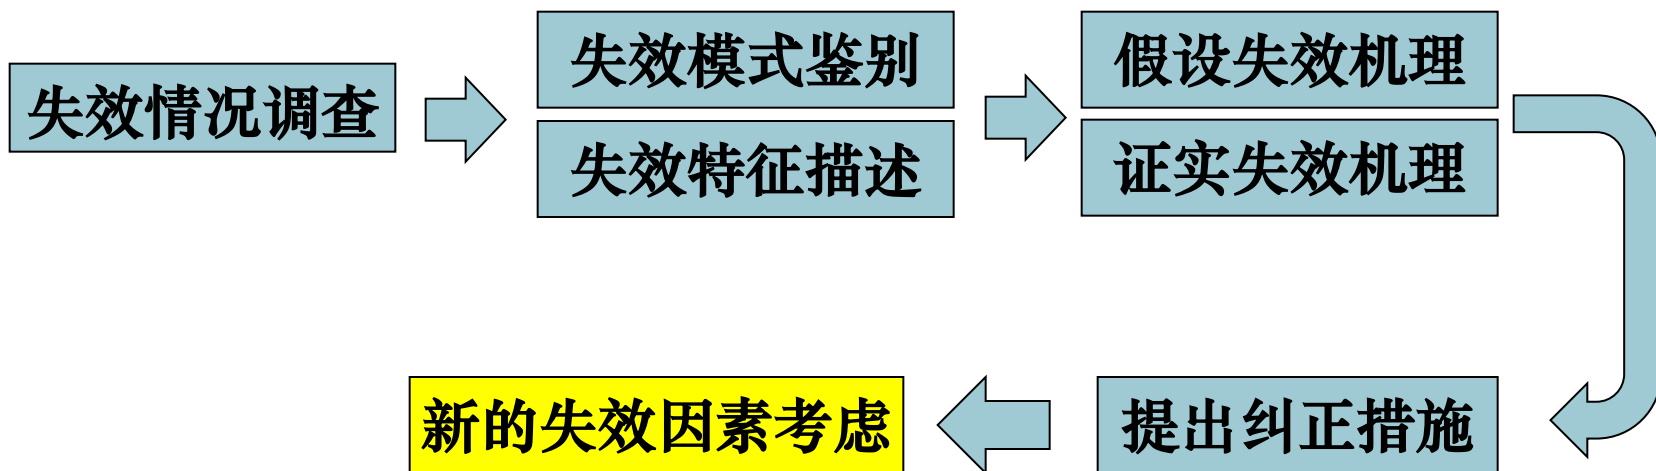 失效情况调查
失效模式鉴别
失效特征描述
假设失效机理
证实失效机理
提出纠正措施
新的失效因素考虑